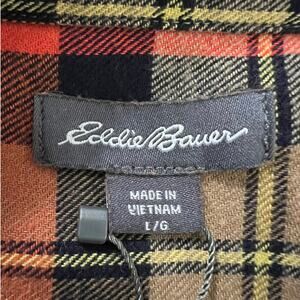 Eddie Bauer
MADE IN
VIETNAM
L/G